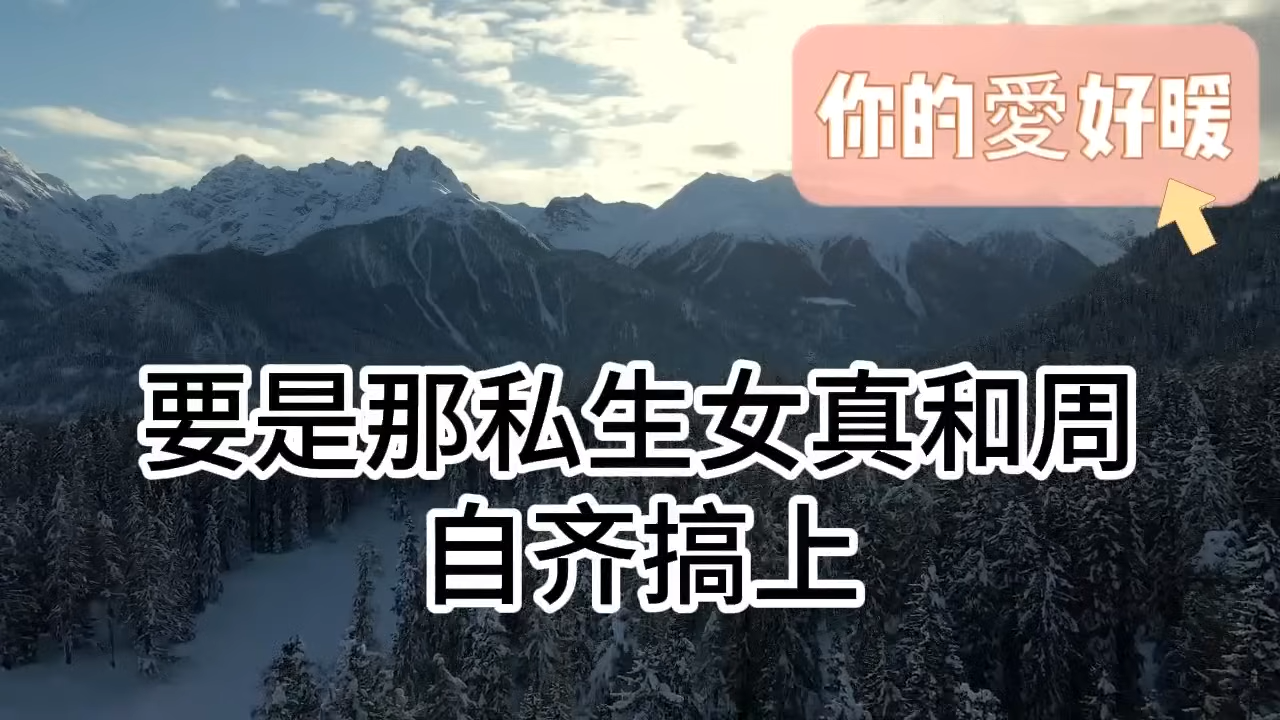 你的愛好暖
要是那私生女真和周
自齐搞上